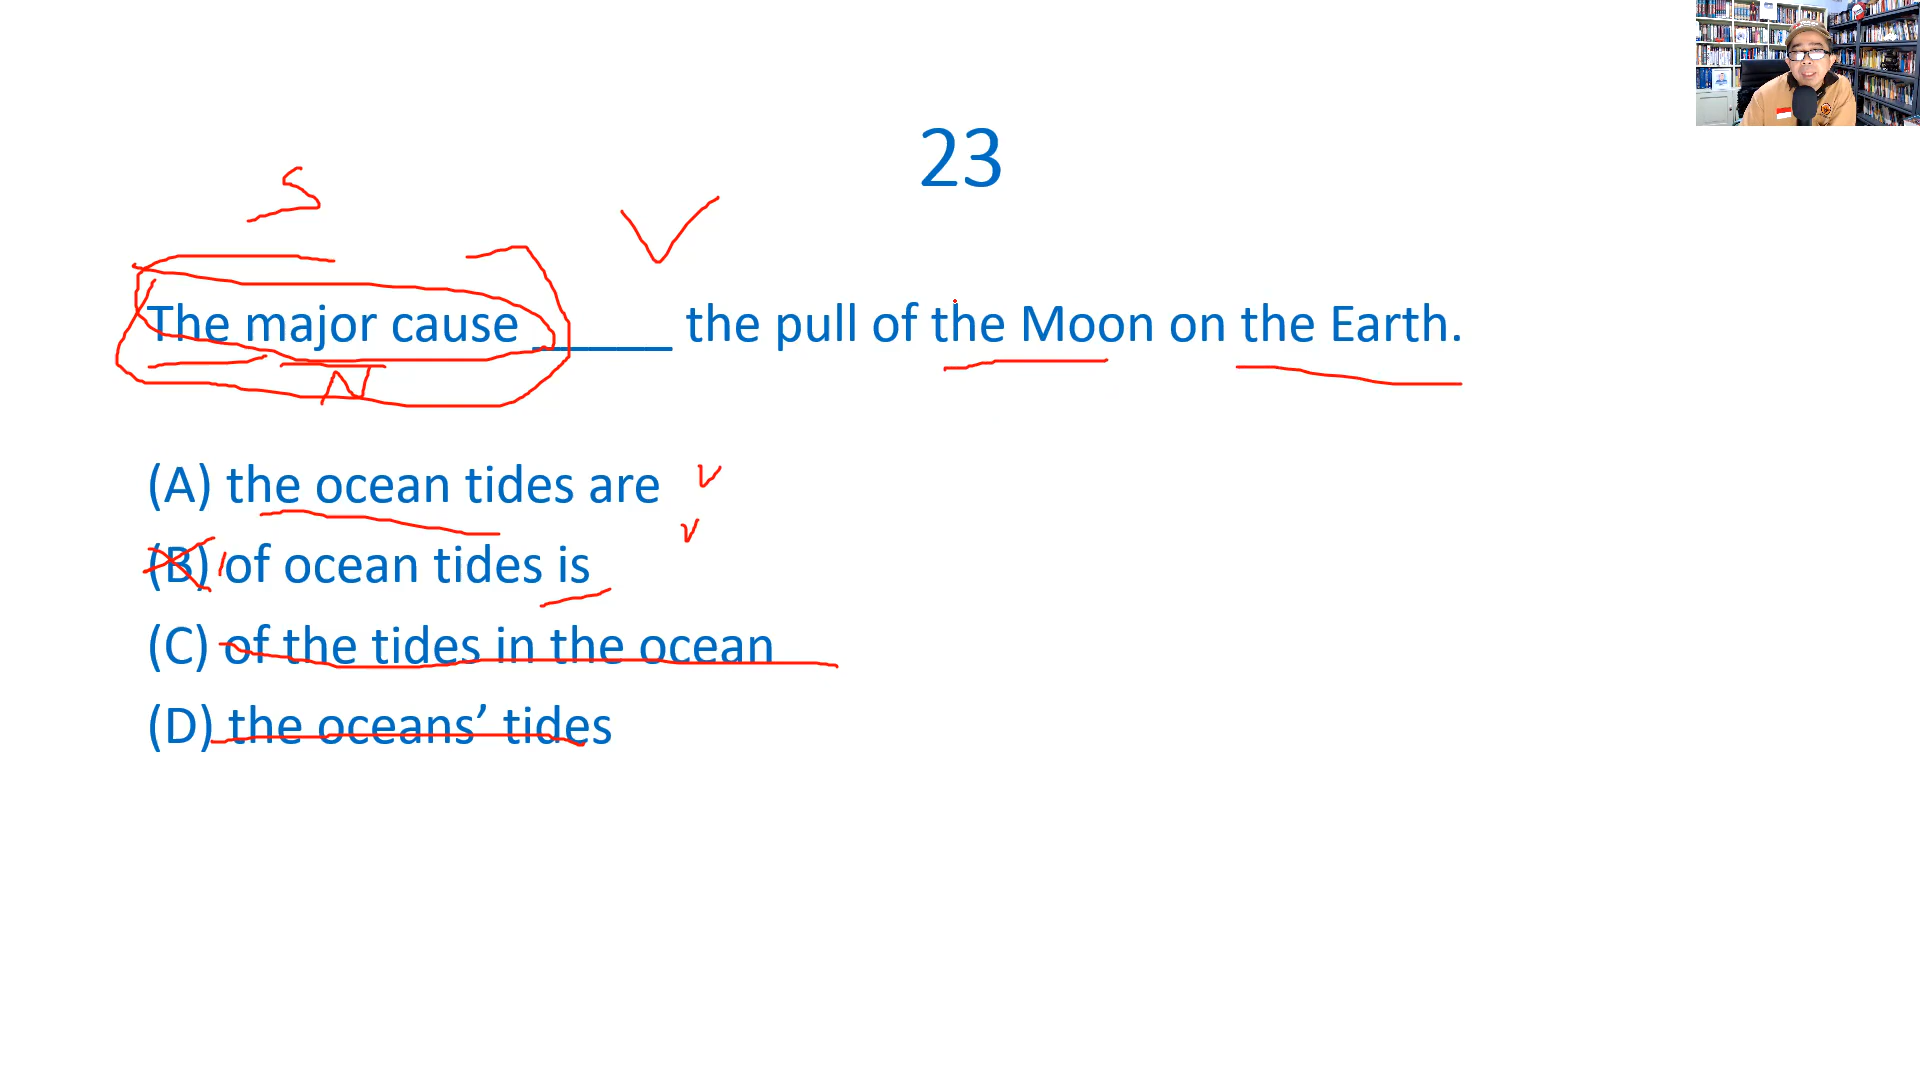 23
S
V
The major cause ______ the pull of the Moon on the Earth.
N
(A) the ocean tides are v
(B) of ocean tides is v
(C) of the tides in the ocean
(D) the oceans’ tides